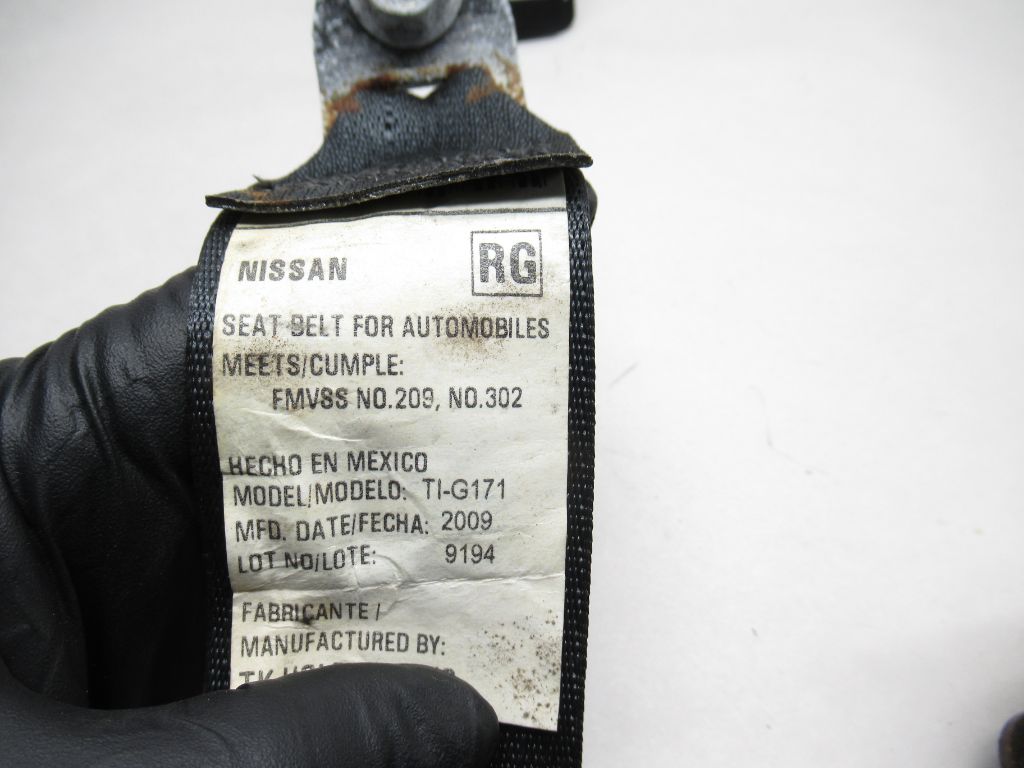 NISSAN RG
SEAT BELT FOR AUTOMOBILES
MEETS/CUMPLE:
FMVSS NO.209, NO.302
HECHO EN MEXICO
MODEL/MODELO: TI-G171
MFD. DATE/FECHA: 2009
LOT NO/LOTE: 9194
FABRICANTE /
MANUFACTURED BY:
TK